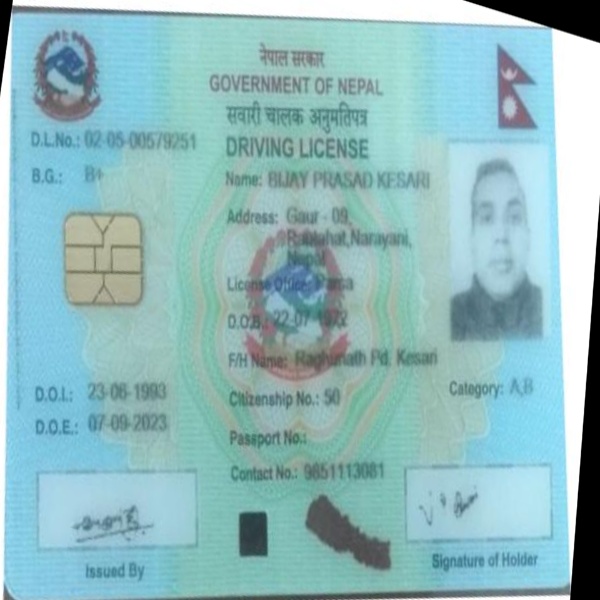 नेपाल सरकार
GOVERNMENT OF NEPAL
सवारी चालक अनुमतिपत्र
DRIVING LICENSE
D.L.No.: 02-05-00579251
B.G.: B+
Name: BIJAY PRASAD KESARI
Address: Gaur - 09,
Rautahat,Narayani,
Nepal
License Office:
D.O.B.: 22-07-1972
F/H Name: Raghunath Pd. Kesari
D.O.I.: 23-06-1993
D.O.E.: 07-09-2023
Citizenship No.: 50
Category: A,B
Passport No.:
Contact No.: 9851113081
Issued By
Signature of Holder